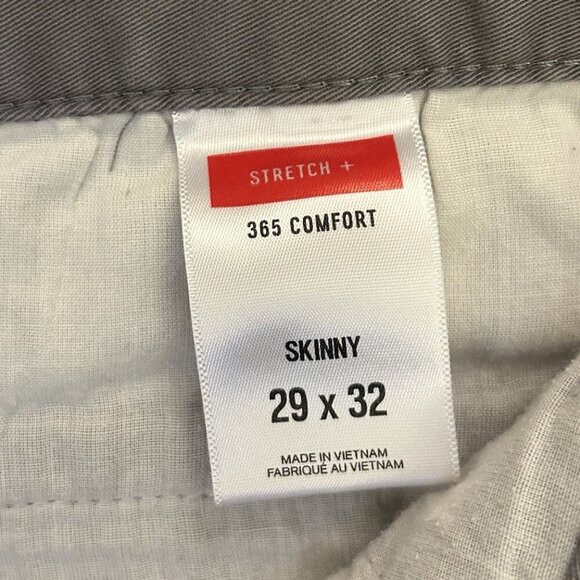 STRETCH +
365 COMFORT
SKINNY
29 x 32
MADE IN VIETNAM
FABRIQUÉ AU VIETNAM